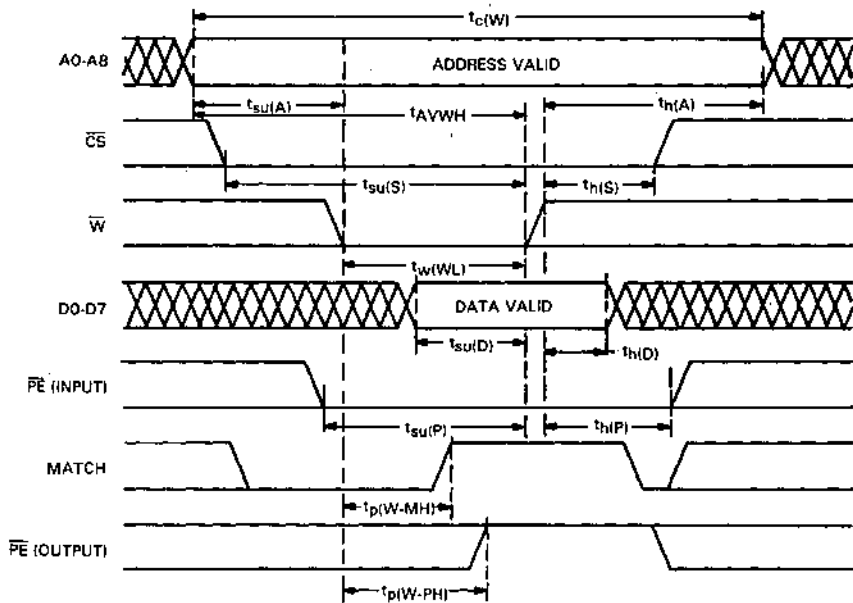 tc(W)
A0-A8
ADDRESS VALID
tsu(A)
tAVWH
th(A)
CS
tsu(S)
th(S)
W
tw(WL)
D0-D7
DATA VALID
tsu(D)
th(D)
PE (INPUT)
tsu(P)
th(P)
MATCH
tp(W-MH)
PE (OUTPUT)
tp(W-PH)